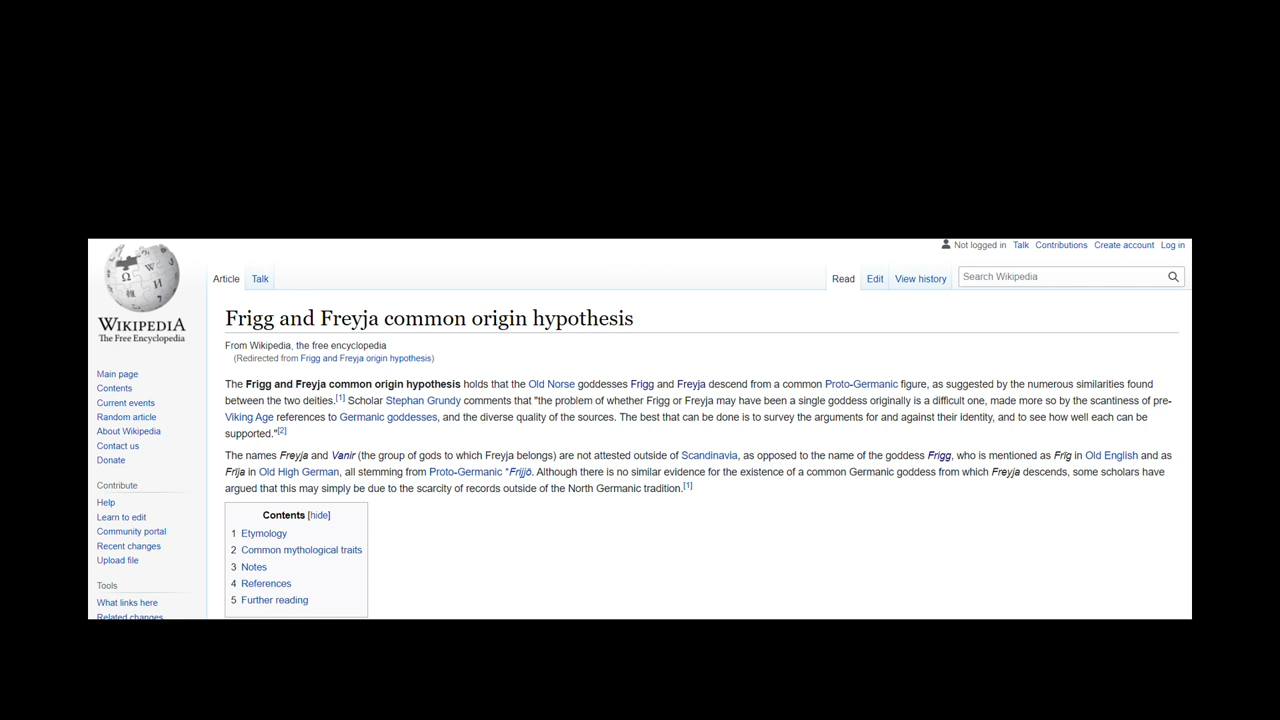 Not logged in Talk Contributions Create account Log in
Article Talk Read Edit View history Search Wikipedia
WIKIPEDIA
The Free Encyclopedia
Main page
Contents
Current events
Random article
About Wikipedia
Contact us
Donate
Contribute
Help
Learn to edit
Community portal
Recent changes
Upload file
Tools
What links here
Related changes
Frigg and Freyja common origin hypothesis
From Wikipedia, the free encyclopedia
(Redirected from Frigg and Freyja origin hypothesis)
The Frigg and Freyja common origin hypothesis holds that the Old Norse goddesses Frigg and Freyja descend from a common Proto-Germanic figure, as suggested by the numerous similarities found
between the two deities.[1] Scholar Stephan Grundy comments that "the problem of whether Frigg or Freyja may have been a single goddess originally is a difficult one, made more so by the scantiness of pre-
Viking Age references to Germanic goddesses, and the diverse quality of the sources. The best that can be done is to survey the arguments for and against their identity, and to see how well each can be
supported."[2]
The names Freyja and Vanir (the group of gods to which Freyja belongs) are not attested outside of Scandinavia, as opposed to the name of the goddess Frigg, who is mentioned as Frīg in Old English and as
Frīja in Old High German, all stemming from Proto-Germanic *Frijjō. Although there is no similar evidence for the existence of a common Germanic goddess from which Freyja descends, some scholars have
argued that this may simply be due to the scarcity of records outside of the North Germanic tradition.[1]
Contents [hide]
1 Etymology
2 Common mythological traits
3 Notes
4 References
5 Further reading